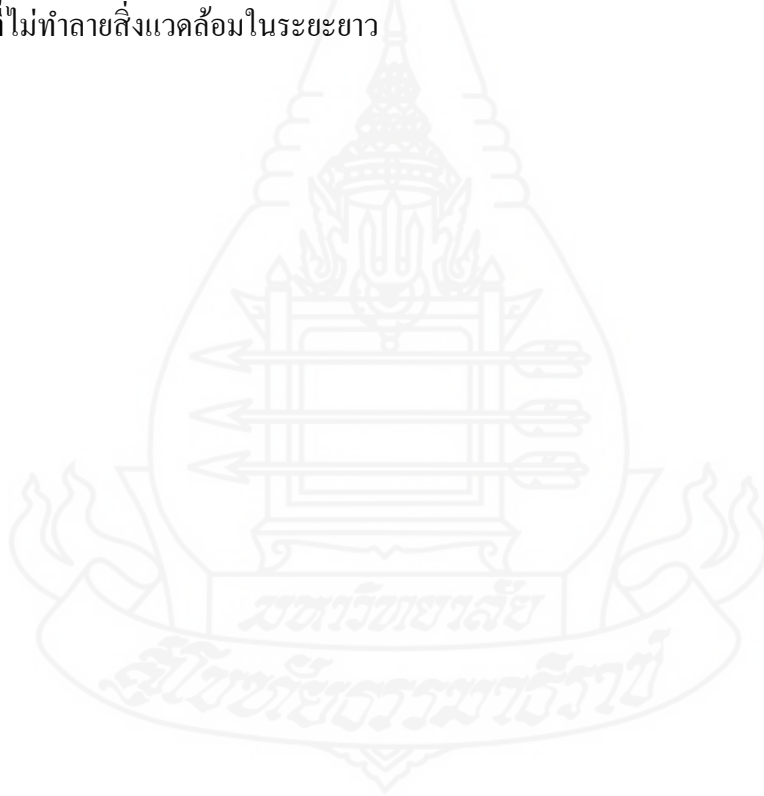 ที่ไม่ทำลายสิ่งแวดล้อมในระยะยาว
มหาวิทยาลัย
สุโขทัยธรรมาธิราช